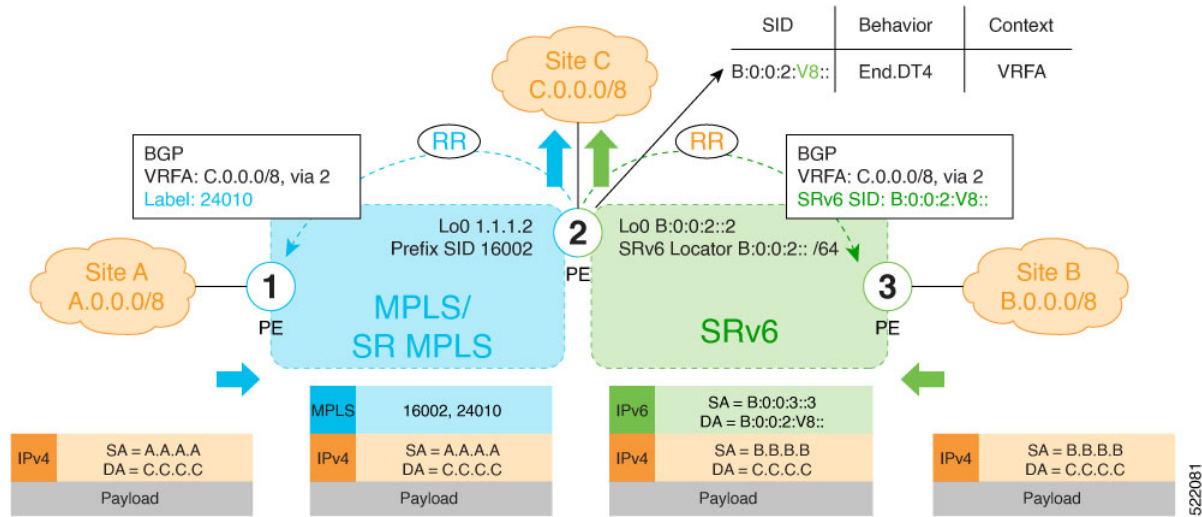 SID Behavior Context
B:0:0:2:V8:: End.DT4 VRFA
Site C
C.0.0.0/8
RR
RR
BGP
VRFA: C.0.0.0/8, via 2
Label: 24010
BGP
VRFA: C.0.0.0/8, via 2
SRv6 SID: B:0:0:2:V8::
Lo0 1.1.1.2
Prefix SID 16002
2
PE
Lo0 B:0:0:2::2
SRv6 Locator B:0:0:2:: /64
Site A
A.0.0.0/8
1
PE
MPLS/
SR MPLS
SRv6
3
PE
Site B
B.0.0.0/8
IPv4
SA = A.A.A.A
DA = C.C.C.C
Payload
MPLS
16002, 24010
IPv4
SA = A.A.A.A
DA = C.C.C.C
Payload
IPv6
SA = B:0:0:3::3
DA = B:0:0:2:V8::
IPv4
SA = B.B.B.B
DA = C.C.C.C
Payload
IPv4
SA = B.B.B.B
DA = C.C.C.C
Payload
522081